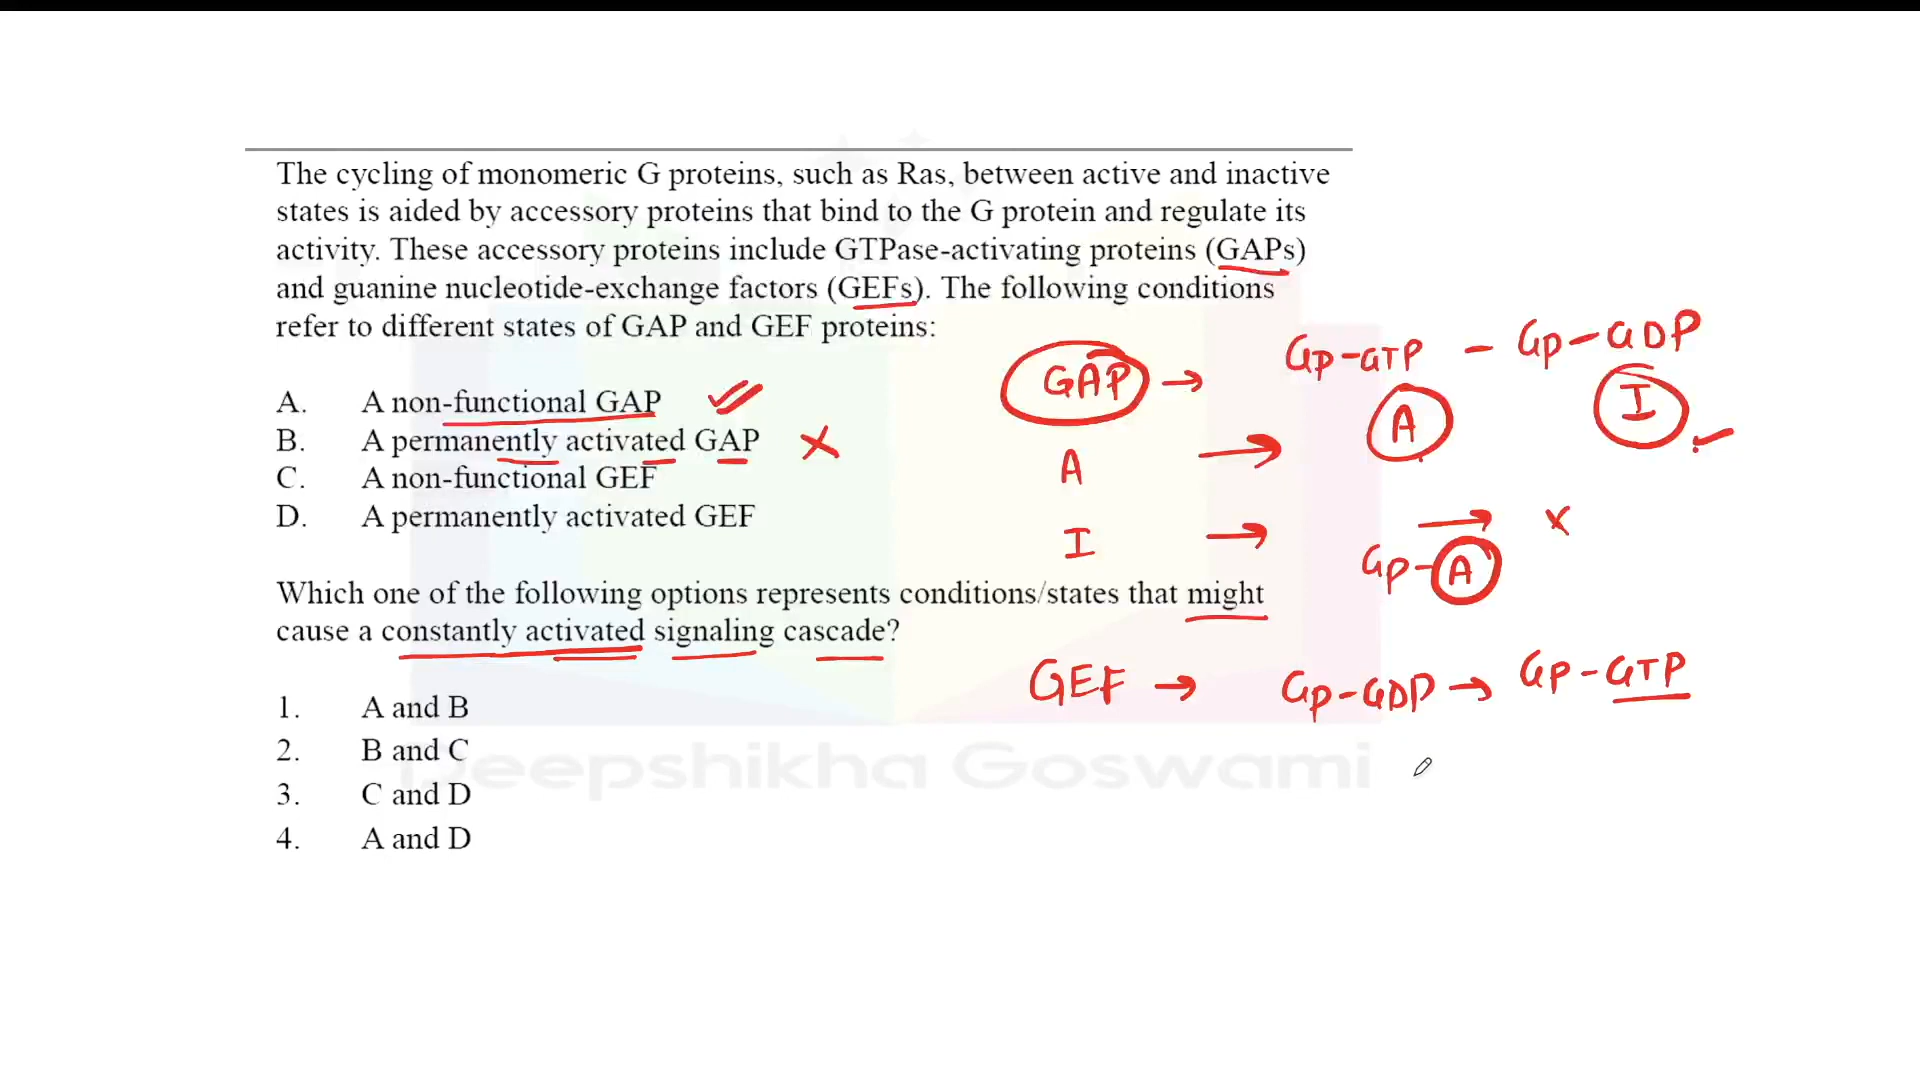 The cycling of monomeric G proteins, such as Ras, between active and inactive
states is aided by accessory proteins that bind to the G protein and regulate its
activity. These accessory proteins include GTPase-activating proteins (GAPs)
and guanine nucleotide-exchange factors (GEFs). The following conditions
refer to different states of GAP and GEF proteins:
GAP → Gp-GTP - Gp-GDP
A. A non-functional GAP
A I
B. A permanently activated GAP
A →
C. A non-functional GEF
D. A permanently activated GEF
I → Gp-A x
Which one of the following options represents conditions/states that might
cause a constantly activated signaling cascade?
GEF → Gp-GDP → Gp-GTP
1. A and B
2. B and C
3. C and D
4. A and D
Deepshikha Goswami